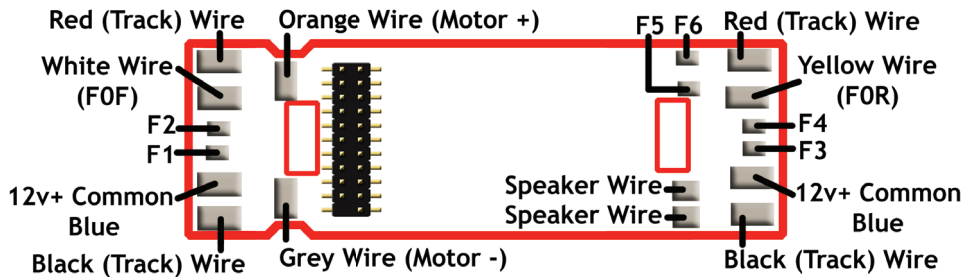 Red (Track) Wire
Orange Wire (Motor +)
F5
F6
Red (Track) Wire
White Wire
(F0F)
Yellow Wire
(F0R)
F2
F1
F4
F3
12v+ Common
Blue
Speaker Wire
Speaker Wire
12v+ Common
Blue
Black (Track) Wire
Grey Wire (Motor -)
Black (Track) Wire